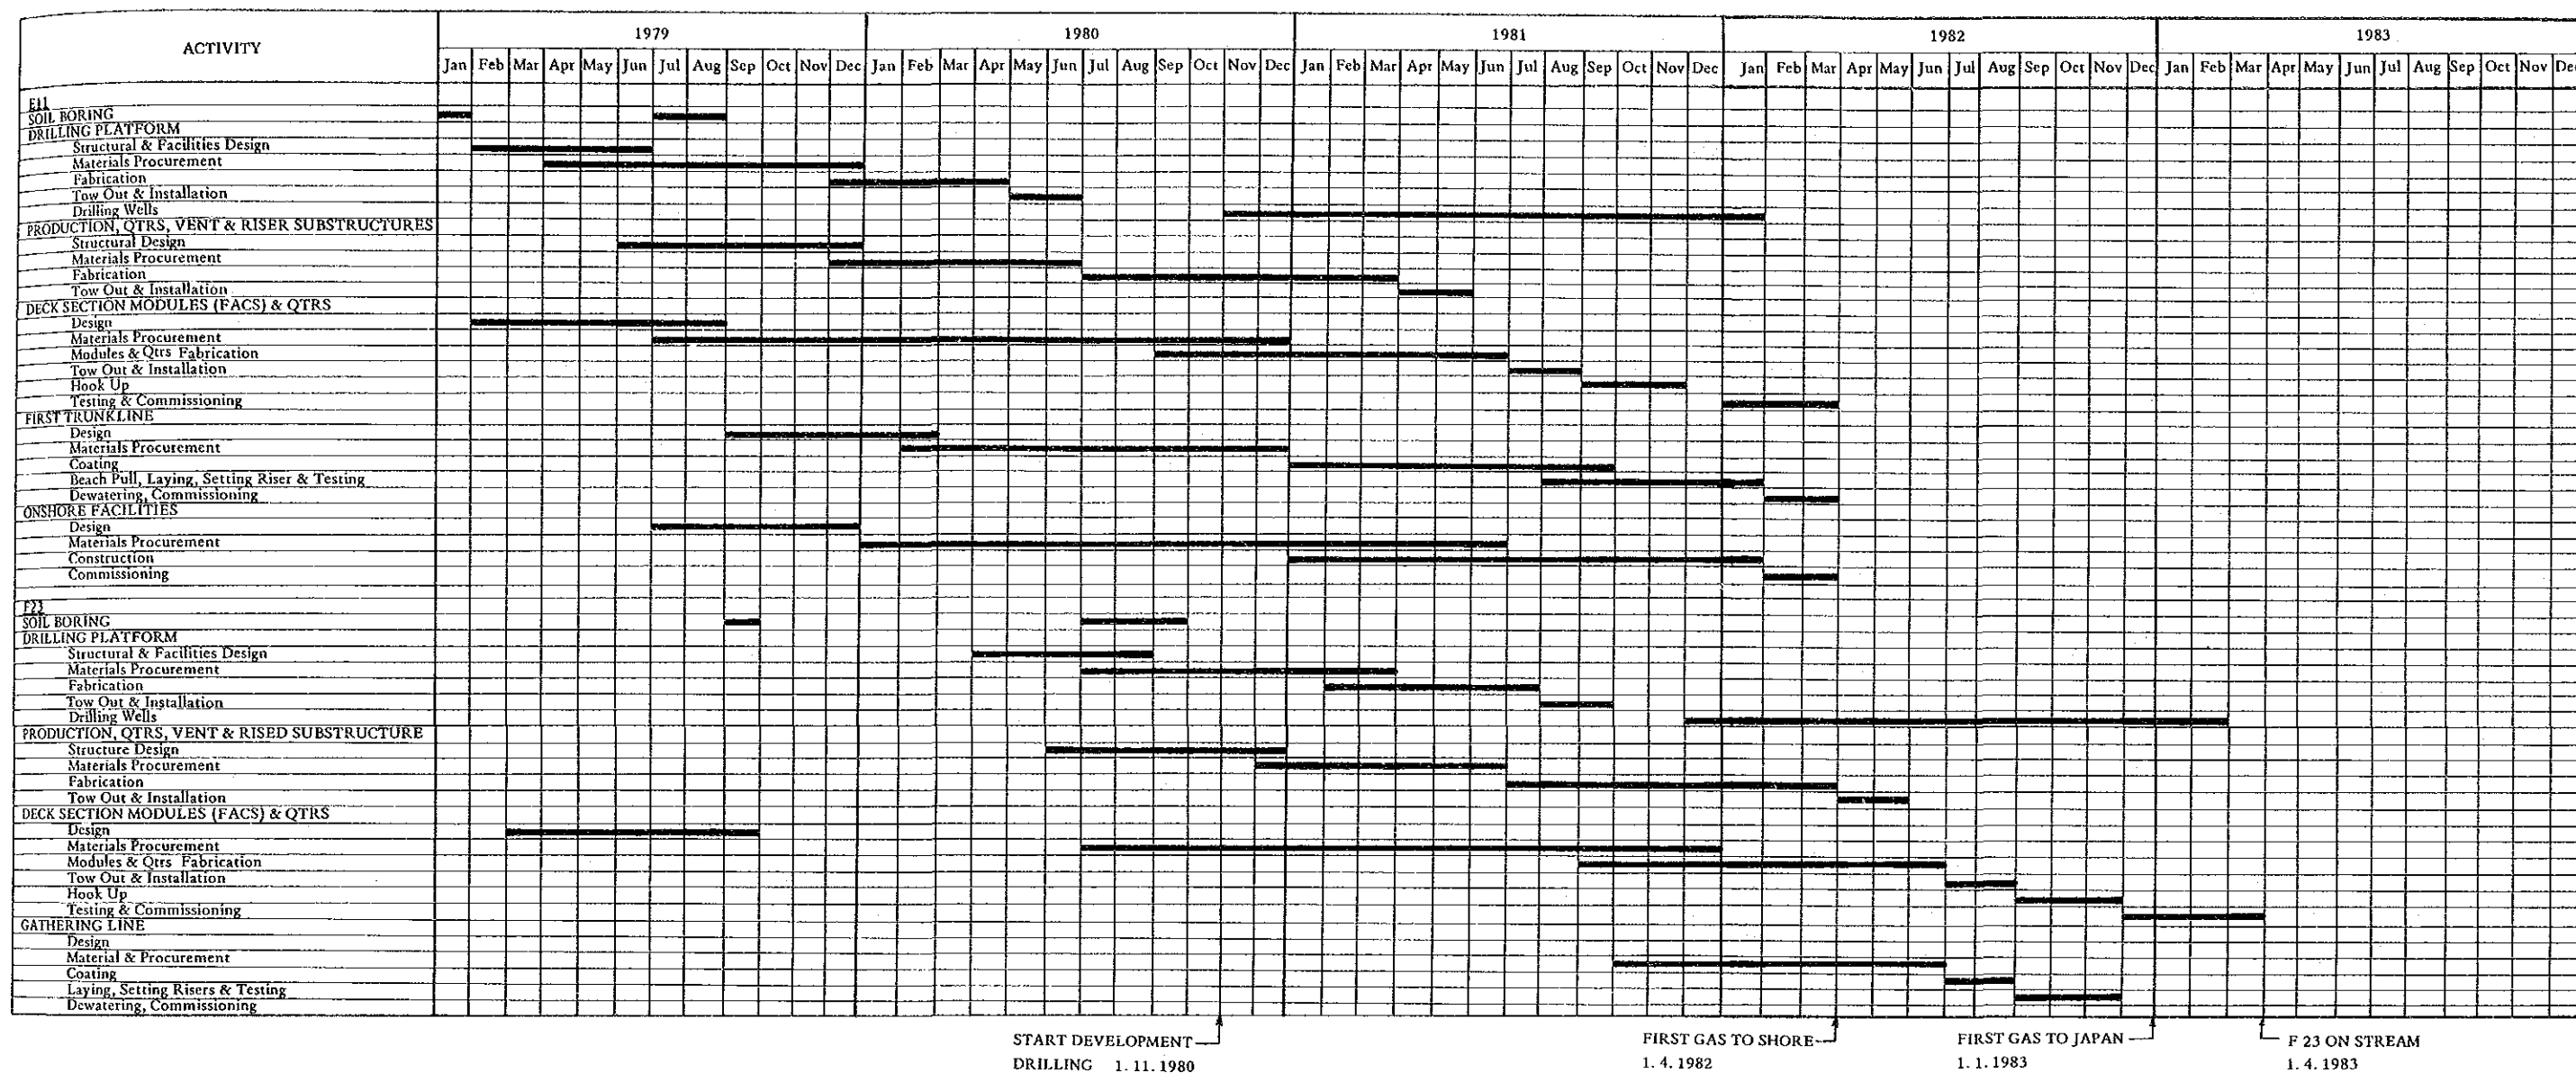 ACTIVITY
1979 1980 1981 1982 1983
Jan Feb Mar Apr May Jun Jul Aug Sep Oct Nov Dec Jan Feb Mar Apr May Jun Jul Aug Sep Oct Nov Dec Jan Feb Mar Apr May Jun Jul Aug Sep Oct Nov Dec Jan Feb Mar Apr May Jun Jul Aug Sep Oct Nov Dec Jan Feb Mar Apr May Jun Jul Aug Sep Oct Nov Dec
E11
SOIL BORING
DRILLING PLATFORM
Structural & Facilities Design
Materials Procurement
Fabrication
Tow Out & Installation
Drilling Wells
PRODUCTION, QTRS, VENT & RISER SUBSTRUCTURES
Structural Design
Materials Procurement
Fabrication
Tow Out & Installation
DECK SECTION MODULES (FACS) & QTRS
Design
Materials Procurement
Modules & Qtrs Fabrication
Tow Out & Installation
Hook Up
Testing & Commissioning
FIRST TRUNKLINE
Design
Materials Procurement
Coating
Beach Pull, Laying, Setting Riser & Testing
Dewatering, Commissioning
ONSHORE FACILITIES
Design
Materials Procurement
Construction
Commissioning
F23
SOIL BORING
DRILLING PLATFORM
Structural & Facilities Design
Materials Procurement
Fabrication
Tow Out & Installation
Drilling Wells
PRODUCTION, QTRS, VENT & RISED SUBSTRUCTURE
Structure Design
Materials Procurement
Fabrication
Tow Out & Installation
DECK SECTION MODULES (FACS) & QTRS
Design
Materials Procurement
Modules & Qtrs Fabrication
Tow Out & Installation
Hook Up
Testing & Commissioning
GATHERING LINE
Design
Material & Procurement
Coating
Laying, Setting Risers & Testing
Dewatering, Commissioning
START DEVELOPMENT
DRILLING 1. 11. 1980
FIRST GAS TO SHORE
1. 4. 1982
FIRST GAS TO JAPAN
1. 1. 1983
F 23 ON STREAM
1. 4. 1983